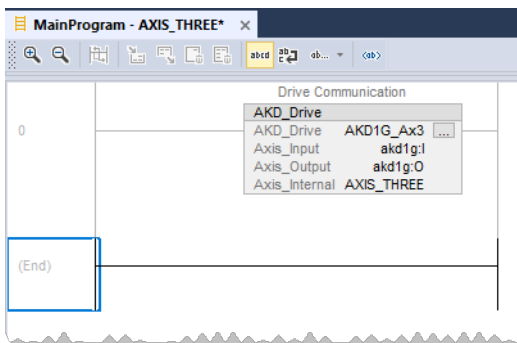 MainProgram - AXIS_THREE* ×
abcd ab... <ab>
Drive Communication
AKD_Drive
0
AKD_Drive AKD1G_Ax3 ...
Axis_Input akd1g:I
Axis_Output akd1g:O
Axis_Internal AXIS_THREE
(End)